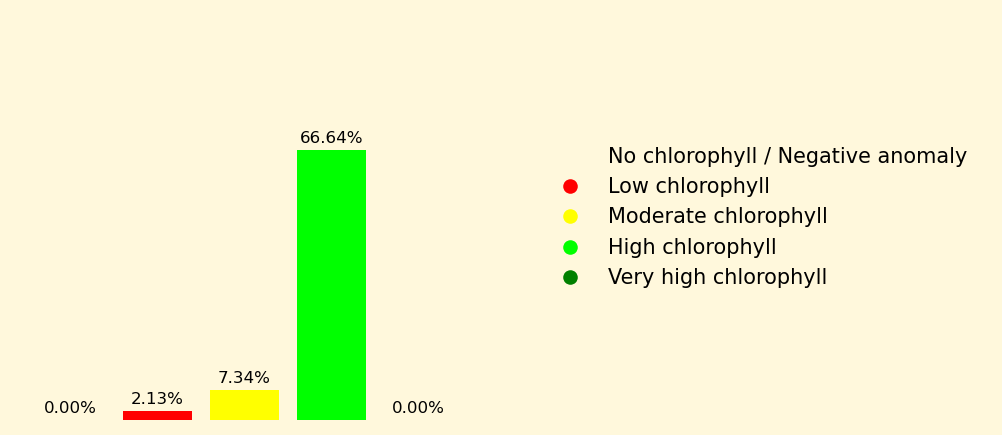 66.64%
7.34%
2.13%
0.00%
0.00%
No chlorophyll / Negative anomaly
Low chlorophyll
Moderate chlorophyll
High chlorophyll
Very high chlorophyll